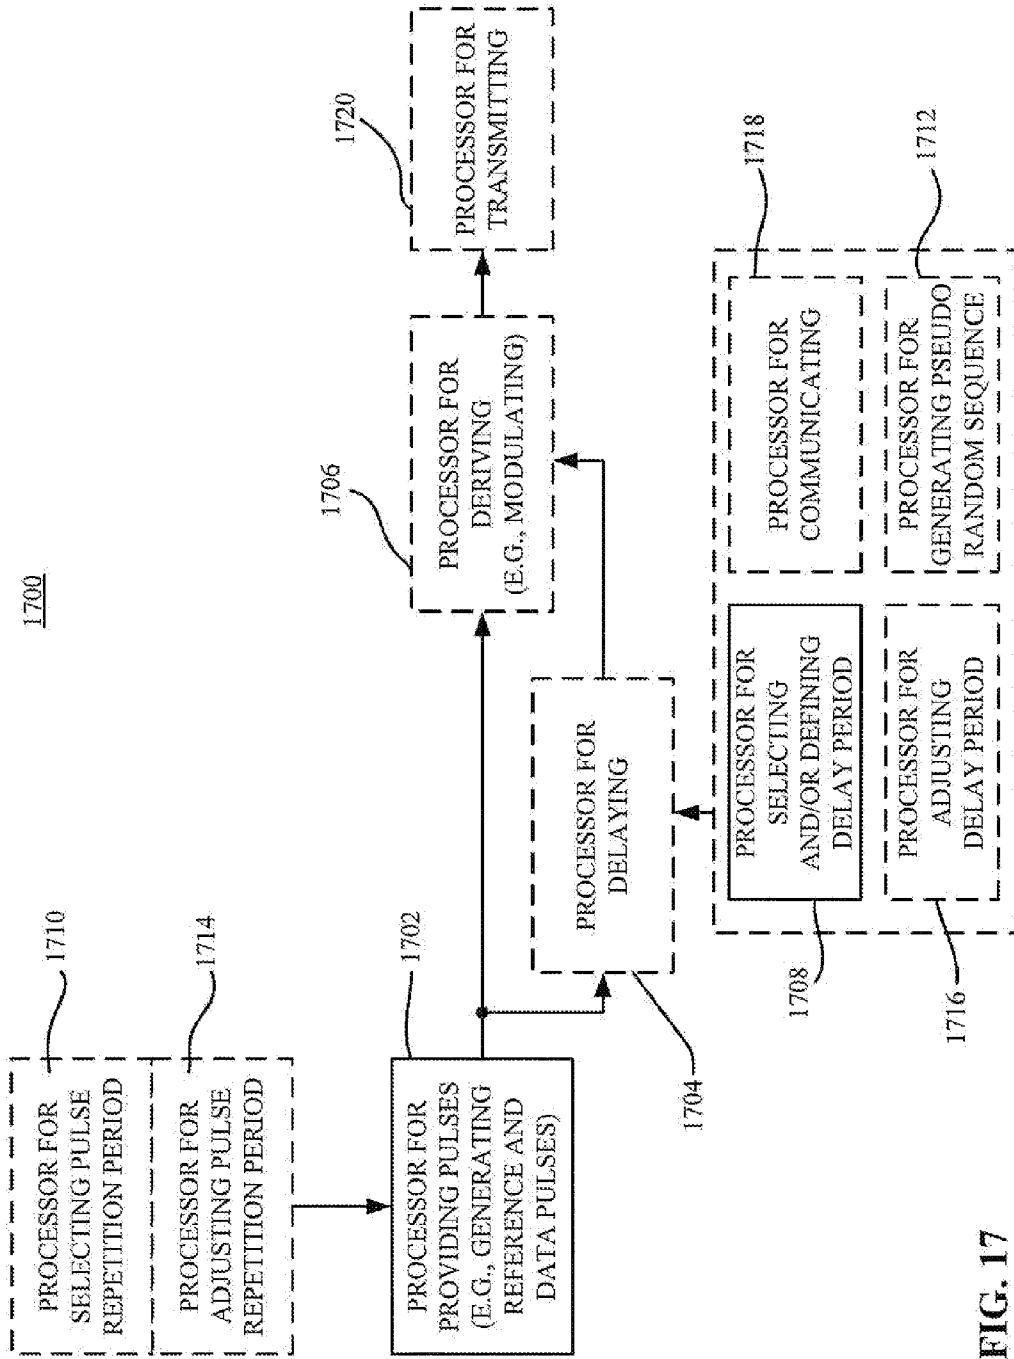 1700
PROCESSOR FOR
SELECTING PULSE
REPETITION PERIOD
1710
PROCESSOR FOR
ADJUSTING PULSE
REPETITION PERIOD
1714
PROCESSOR FOR
PROVIDING PULSES
(E.G., GENERATING
REFERENCE AND
DATA PULSES)
1702
PROCESSOR FOR
DERIVING
(E.G., MODULATING)
1706
PROCESSOR FOR
TRANSMITTING
1720
PROCESSOR FOR
DELAYING
1704
PROCESSOR FOR
SELECTING
AND/OR DEFINING
DELAY PERIOD
1708
PROCESSOR FOR
COMMUNICATING
1718
PROCESSOR FOR
ADJUSTING
DELAY PERIOD
1716
PROCESSOR FOR
GENERATING PSEUDO
RANDOM SEQUENCE
1712
FIG. 17